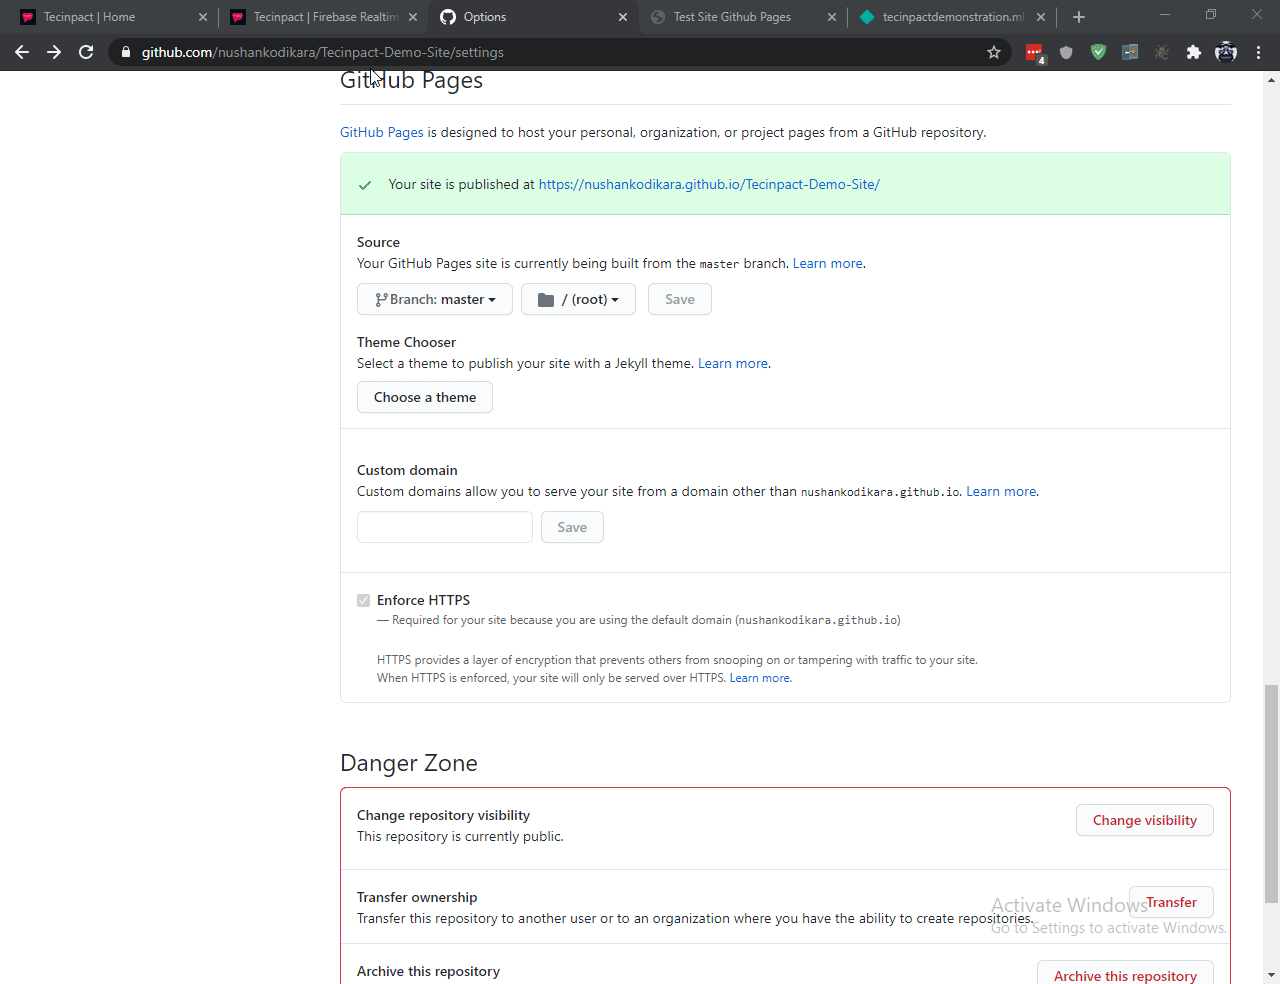 Tecinpact | Home
Tecinpact | Firebase Realtim
Options
Test Site Github Pages
tecinpactdemonstration.ml
github.com/nushankodikara/Tecinpact-Demo-Site/settings
4
GitHub Pages
GitHub Pages is designed to host your personal, organization, or project pages from a GitHub repository.
Your site is published at https://nushankodikara.github.io/Tecinpact-Demo-Site/
Source
Your GitHub Pages site is currently being built from the master branch. Learn more.
Branch: master
/ (root)
Save
Theme Chooser
Select a theme to publish your site with a Jekyll theme. Learn more.
Choose a theme
Custom domain
Custom domains allow you to serve your site from a domain other than nushankodikara.github.io. Learn more.
Save
Enforce HTTPS
— Required for your site because you are using the default domain (nushankodikara.github.io)
HTTPS provides a layer of encryption that prevents others from snooping on or tampering with traffic to your site.
When HTTPS is enforced, your site will only be served over HTTPS. Learn more.
Danger Zone
Change repository visibility
This repository is currently public.
Change visibility
Transfer ownership
Transfer this repository to another user or to an organization where you have the ability to create repositories.
Transfer
Activate Windows
Go to Settings to activate Windows.
Archive this repository
Archive this repository